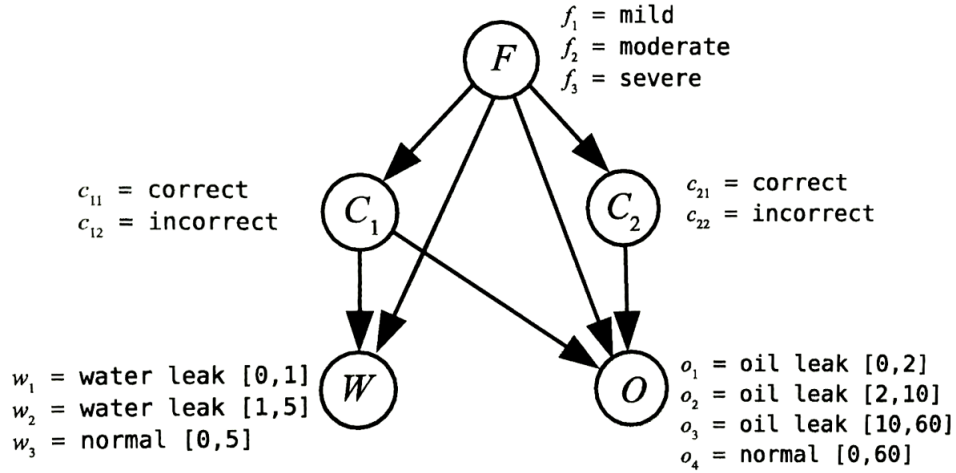 f₁ = mild
F
f₂ = moderate
f₃ = severe
c₁₁ = correct
c₁₂ = incorrect
C₁
C₂
c₂₁ = correct
c₂₂ = incorrect
w₁ = water leak [0,1]
w₂ = water leak [1,5]
w₃ = normal [0,5]
W
O
o₁ = oil leak [0,2]
o₂ = oil leak [2,10]
o₃ = oil leak [10,60]
o₄ = normal [0,60]